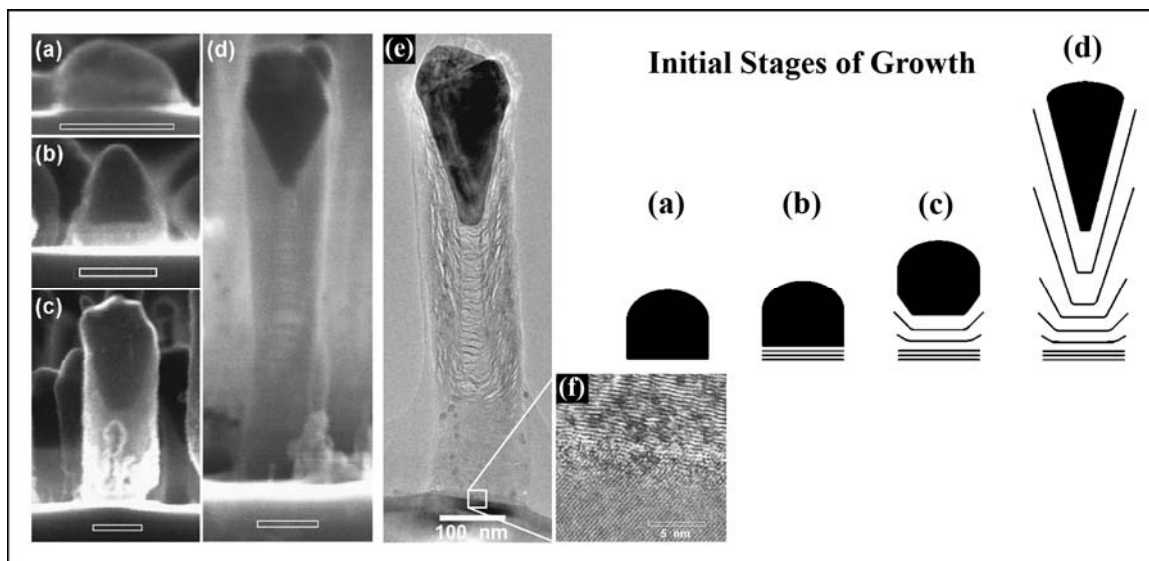 (a)
(b)
(c)
(d)
(e)
100 nm
(f)
5 nm
Initial Stages of Growth
(a)
(b)
(c)
(d)